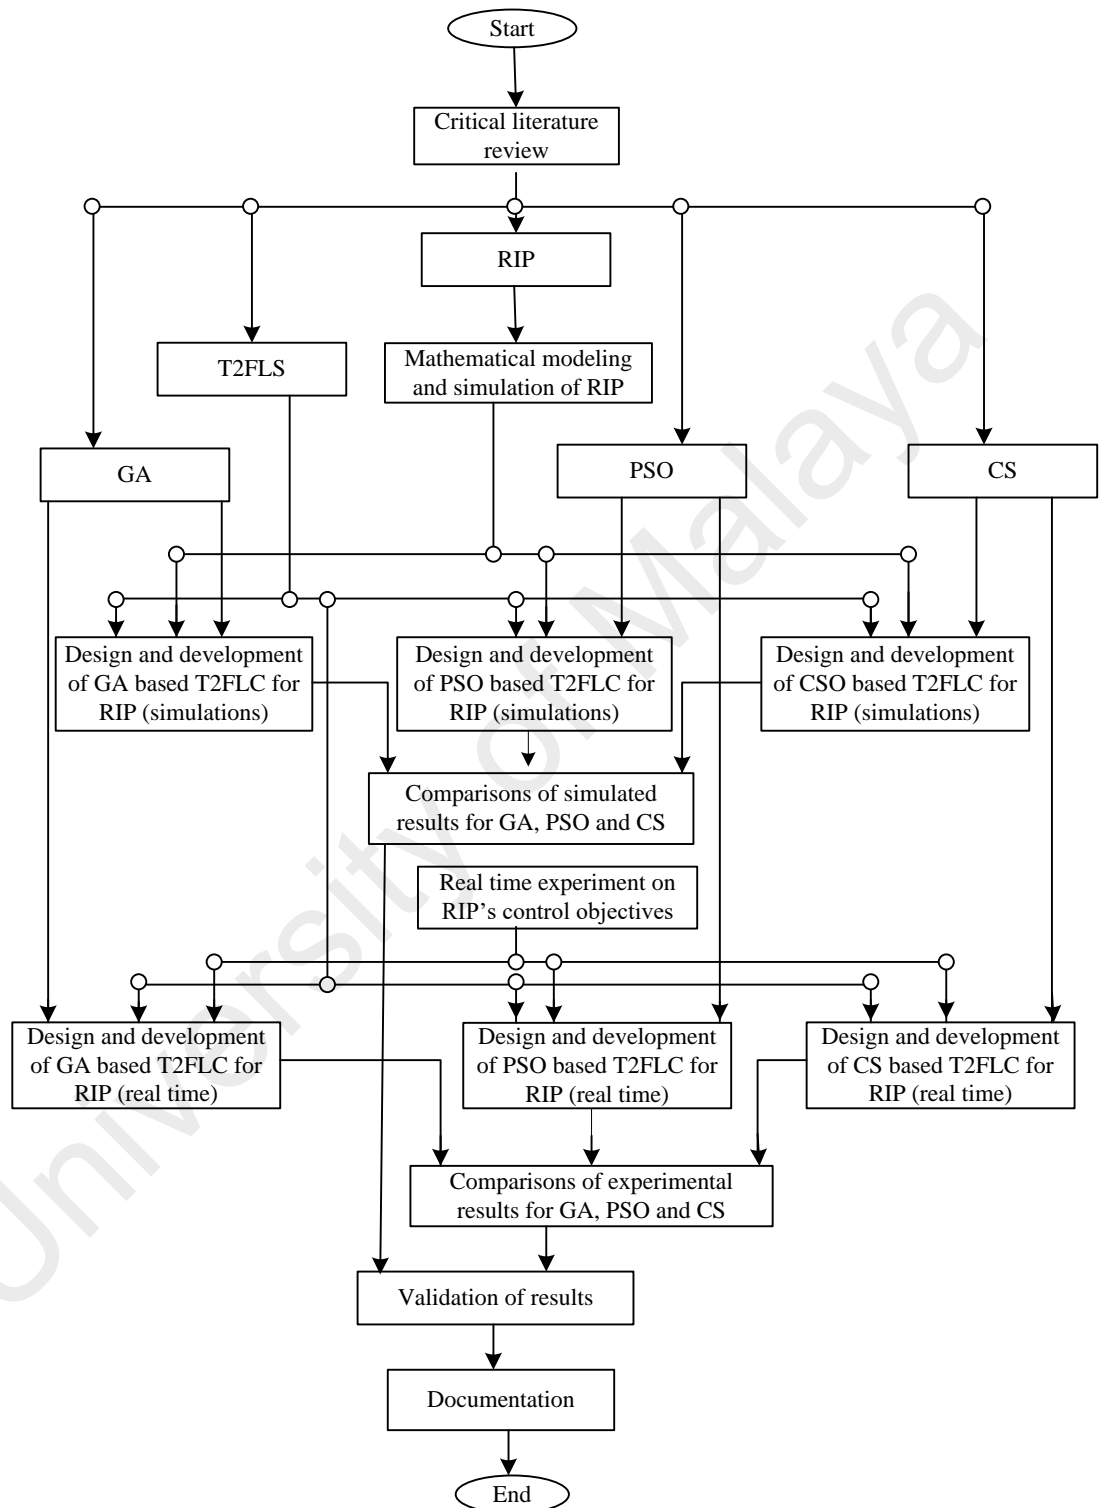 Start
Critical literature
review
RIP
T2FLS
Mathematical modeling
and simulation of RIP
GA
PSO
CS
Design and development
of GA based T2FLC for
RIP (simulations)
Design and development
of PSO based T2FLC for
RIP (simulations)
Design and development
of CSO based T2FLC for
RIP (simulations)
Comparisons of simulated
results for GA, PSO and CS
Real time experiment on
RIP's control objectives
Design and development
of GA based T2FLC for
RIP (real time)
Design and development
of PSO based T2FLC for
RIP (real time)
Design and development
of CS based T2FLC for
RIP (real time)
Comparisons of experimental
results for GA, PSO and CS
Validation of results
Documentation
End
University of Malaya